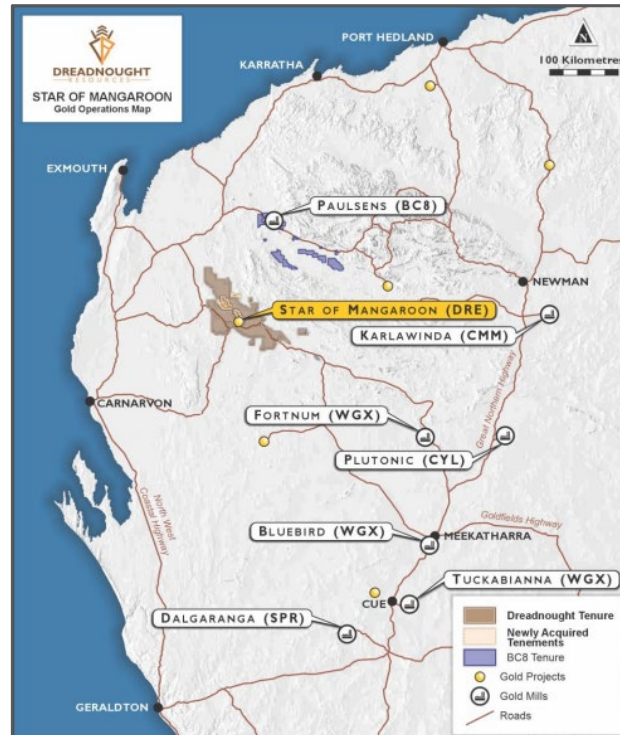 DREADNOUGHT
RESOURCES
STAR OF MANGAROON
Gold Operations Map
PORT HEDLAND
N
100 Kilometres
KARRATHA
EXMOUTH
PAULSENS (BC8)
NEWMAN
STAR OF MANGAROON (DRE)
KARLAWINDA (CMM)
CARNARVON
FORTNUM (WGX)
Great Northern Highway
PLUTONIC (CYL)
North West
Coastal Highway
Goldfields Highway
BLUEBIRD (WGX)
MEEKATHARRA
TUCKABIANNA (WGX)
CUE
DALGARANGA (SPR)
GERALDTON
Dreadnought Tenure
Newly Acquired
Tenements
BC8 Tenure
Gold Projects
Gold Mills
Roads